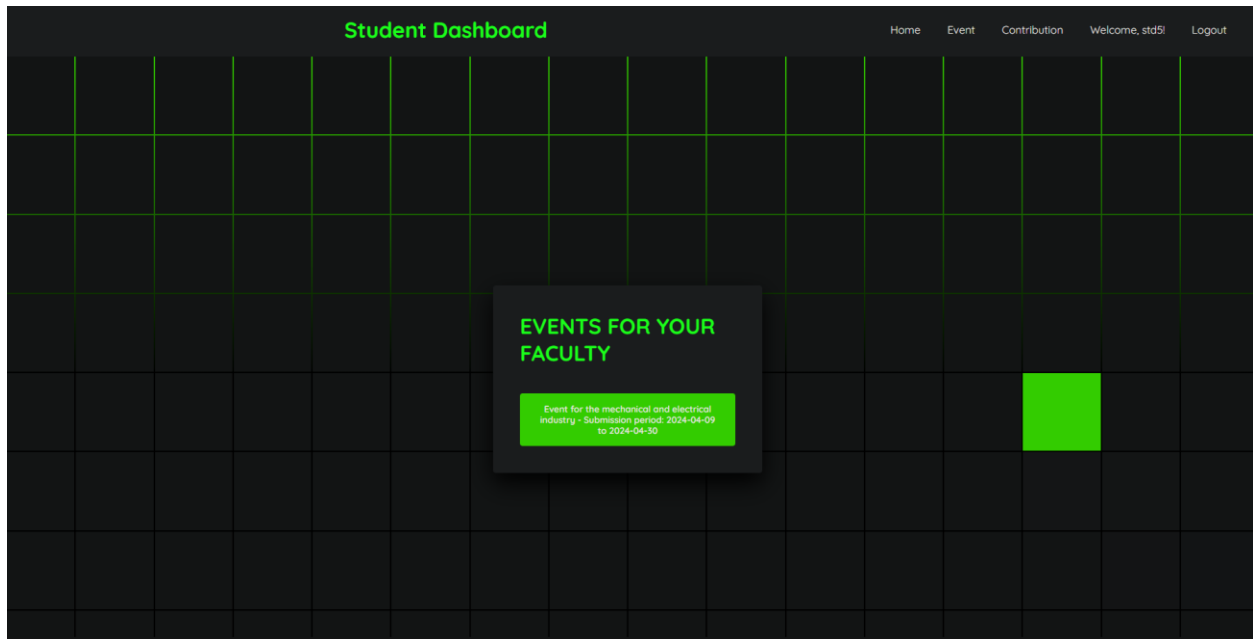 Student Dashboard
Home
Event
Contribution
Welcome, std5!
Logout
EVENTS FOR YOUR
FACULTY
Event for the mechanical and electrical
industry - Submission period: 2024-04-09
to 2024-04-30